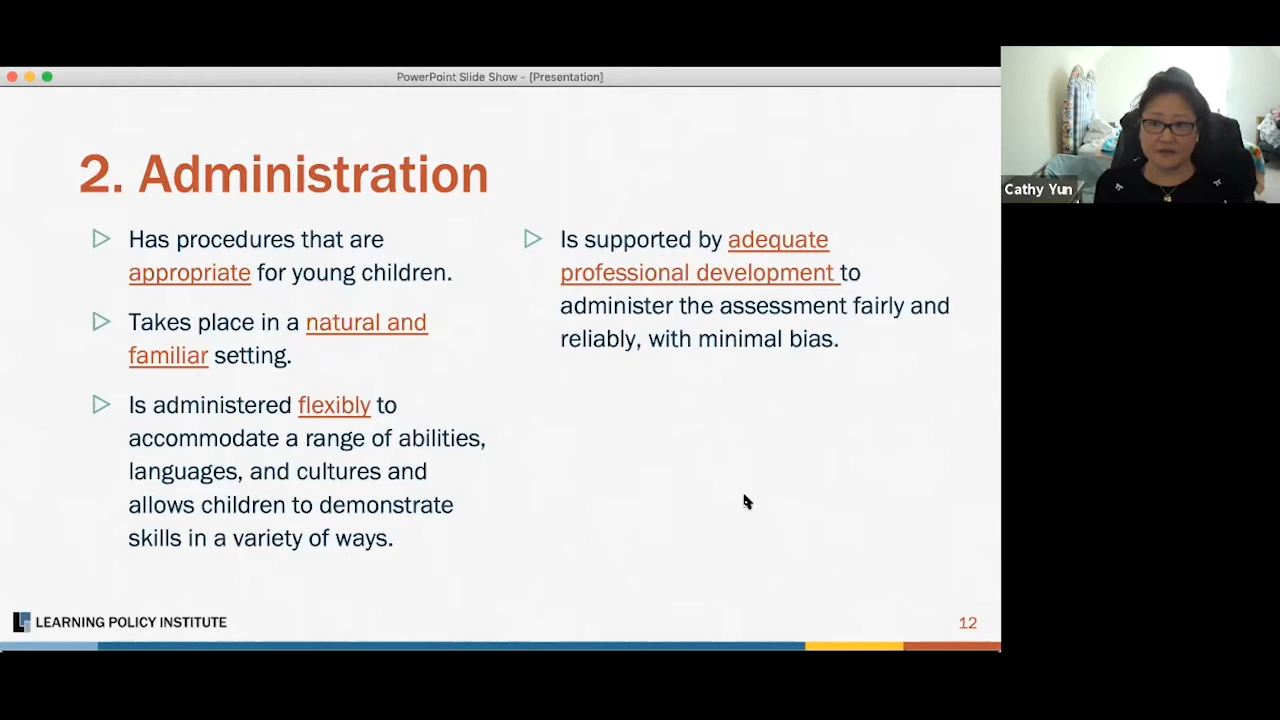 PowerPoint Slide Show - [Presentation]
2. Administration
Has procedures that are
appropriate for young children.
Takes place in a natural and
familiar setting.
Is administered flexibly to
accommodate a range of abilities,
languages, and cultures and
allows children to demonstrate
skills in a variety of ways.
Is supported by adequate
professional development to
administer the assessment fairly and
reliably, with minimal bias.
LEARNING POLICY INSTITUTE
12
Cathy Yun